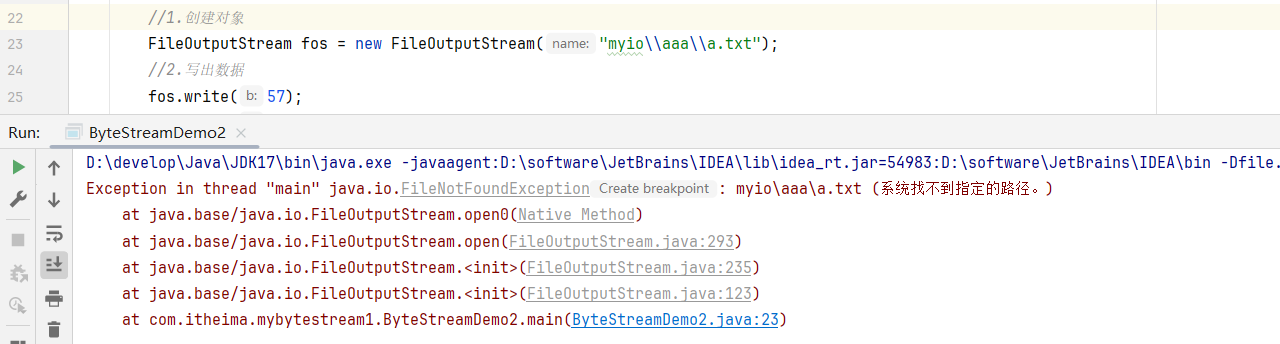 22 //1.创建对象
23 FileOutputStream fos = new FileOutputStream( name: "myio\\aaa\\a.txt");
24 //2.写出数据
25 fos.write( b: 57);
Run: ByteStreamDemo2 ×
D:\develop\Java\JDK17\bin\java.exe -javaagent:D:\software\JetBrains\IDEA\lib\idea_rt.jar=54983:D:\software\JetBrains\IDEA\bin -Dfile.
Exception in thread "main" java.io.FileNotFoundException Create breakpoint : myio\aaa\a.txt (系统找不到指定的路径。)
at java.base/java.io.FileOutputStream.open0(Native Method)
at java.base/java.io.FileOutputStream.open(FileOutputStream.java:293)
at java.base/java.io.FileOutputStream.<init>(FileOutputStream.java:235)
at java.base/java.io.FileOutputStream.<init>(FileOutputStream.java:123)
at com.itheima.mybytestream1.ByteStreamDemo2.main(ByteStreamDemo2.java:23)